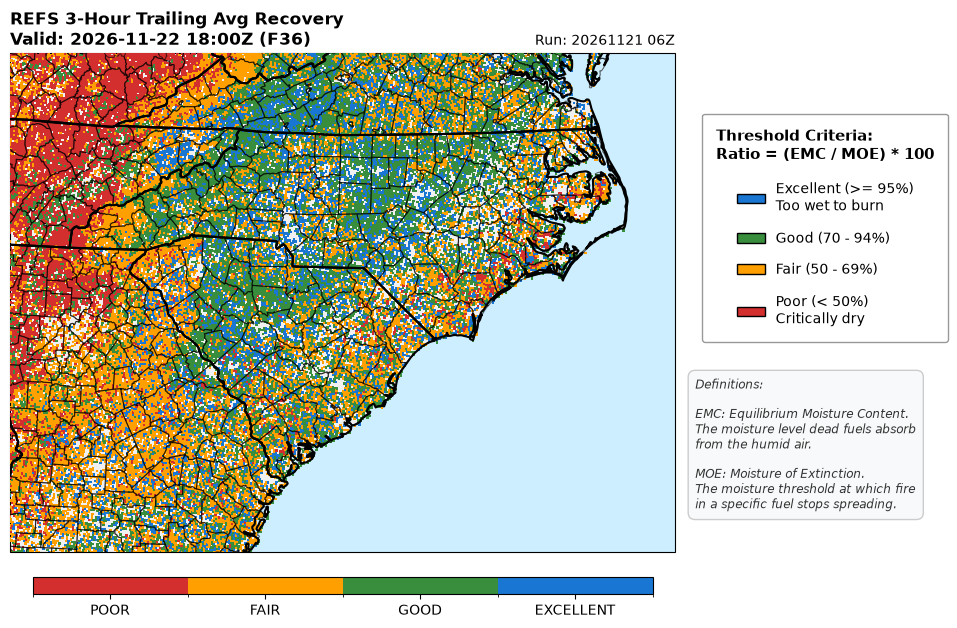 REFS 3-Hour Trailing Avg Recovery
Valid: 2026-11-22 18:00Z (F36)
Run: 20261121 06Z
Threshold Criteria:
Ratio = (EMC / MOE) * 100
Excellent (>= 95%)
Too wet to burn
Good (70 - 94%)
Fair (50 - 69%)
Poor (< 50%)
Critically dry
Definitions:
EMC: Equilibrium Moisture Content.
The moisture level dead fuels absorb
from the humid air.
MOE: Moisture of Extinction.
The moisture threshold at which fire
in a specific fuel stops spreading.
POOR FAIR GOOD EXCELLENT